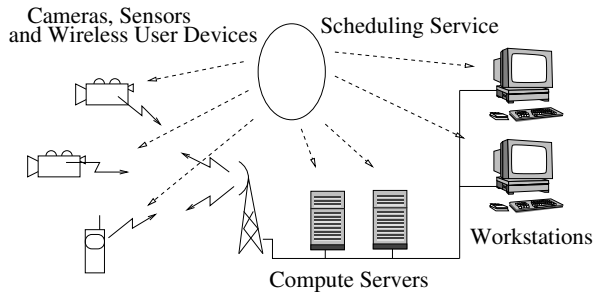 Cameras, Sensors
and Wireless User Devices
Scheduling Service
Workstations
Compute Servers